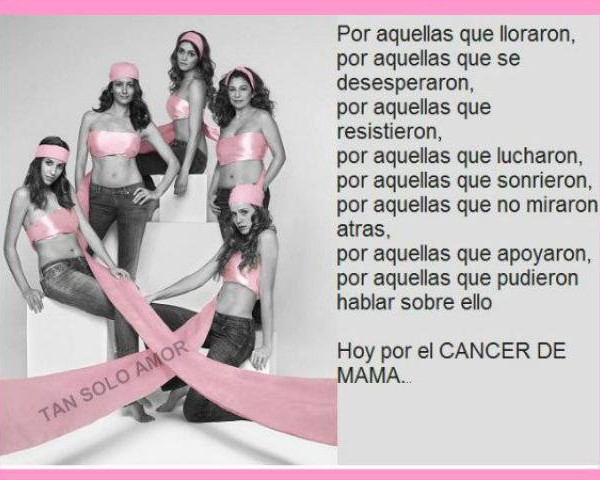 Por aquellas que lloraron,
por aquellas que se
desesperaron,
por aquellas que
resistieron,
por aquellas que lucharon,
por aquellas que sonrieron,
por aquellas que no miraron
atras,
por aquellas que apoyaron,
por aquellas que pudieron
hablar sobre ello
Hoy por el CANCER DE
MAMA...
TAN SOLO AMOR